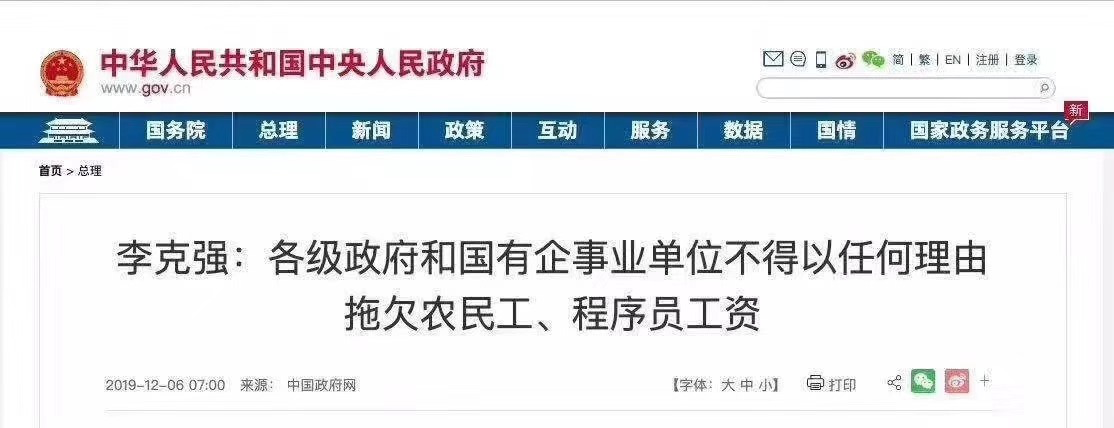 中华人民共和国中央人民政府
www.gov.cn
简 | 繁 | EN | 注册 | 登录
新
国务院 总理 新闻 政策 互动 服务 数据 国情 国家政务服务平台
首页 > 总理
李克强：各级政府和国有企事业单位不得以任何理由
拖欠农民工、程序员工资
2019-12-06 07:00 来源： 中国政府网 【字体：大 中 小】 打印 +